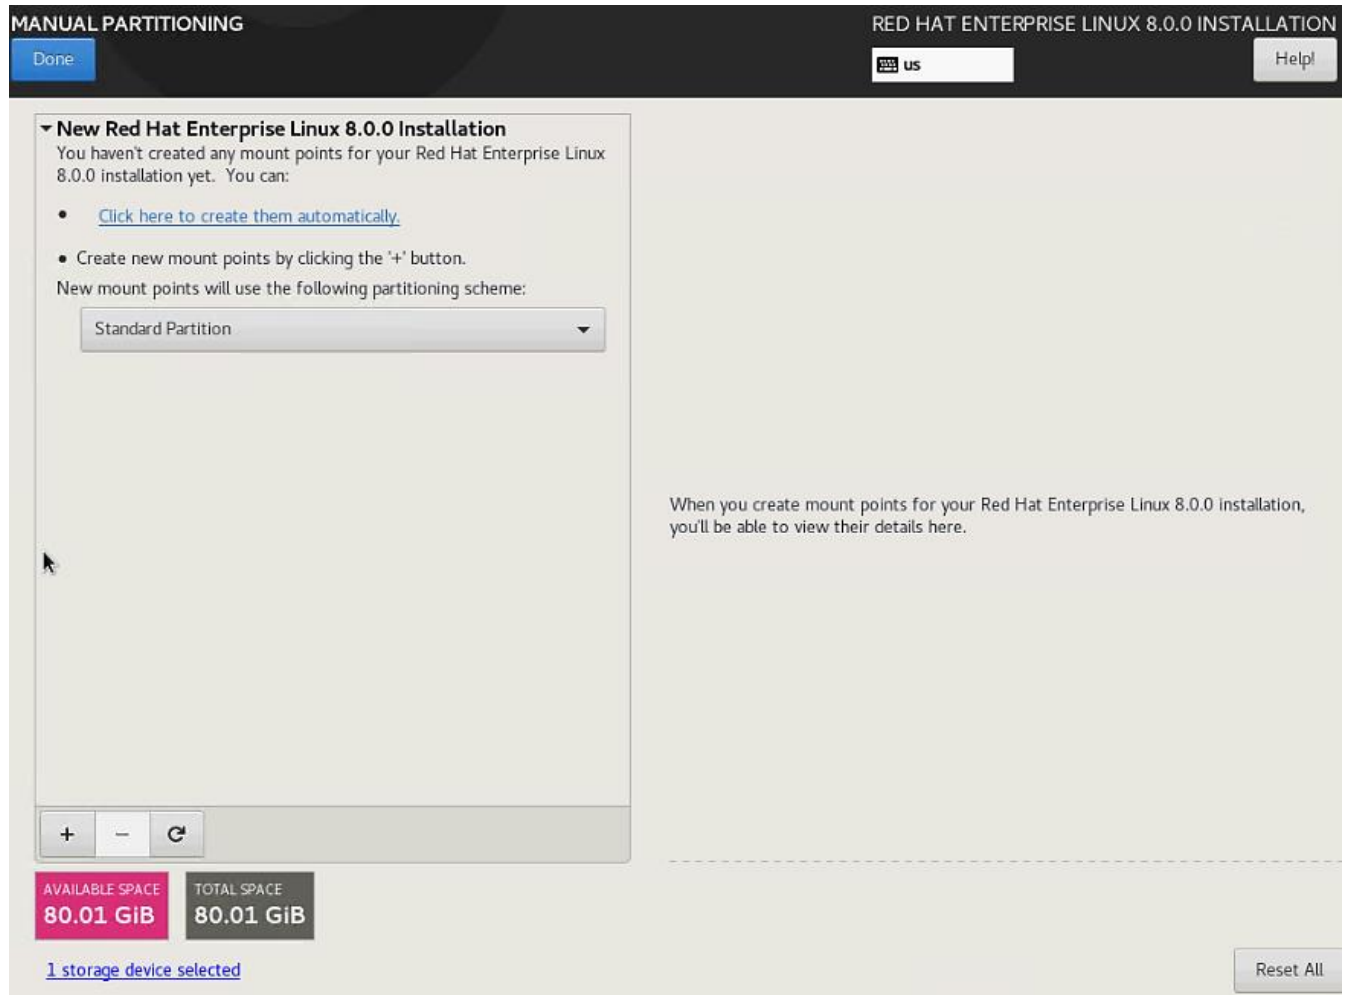 MANUAL PARTITIONING
RED HAT ENTERPRISE LINUX 8.0.0 INSTALLATION
Done
us
Help!
New Red Hat Enterprise Linux 8.0.0 Installation
You haven't created any mount points for your Red Hat Enterprise Linux
8.0.0 installation yet. You can:
• Click here to create them automatically.
• Create new mount points by clicking the '+' button.
New mount points will use the following partitioning scheme:
Standard Partition
When you create mount points for your Red Hat Enterprise Linux 8.0.0 installation,
you'll be able to view their details here.
+ −
AVAILABLE SPACE
80.01 GiB
TOTAL SPACE
80.01 GiB
1 storage device selected
Reset All